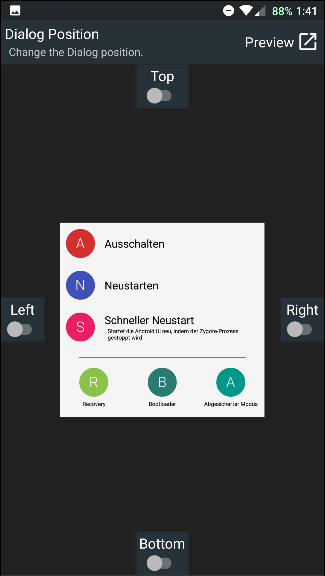 88% 1:41
Dialog Position
Change the Dialog position.
Preview
Top
A Ausschalten
N Neustarten
S Schneller Neustart
Startet die Android UI neu, indem der Zygote-Prozess
gestoppt wird
Left
Right
R B A
Recovery Bootloader Abgesicherter Modus
Bottom